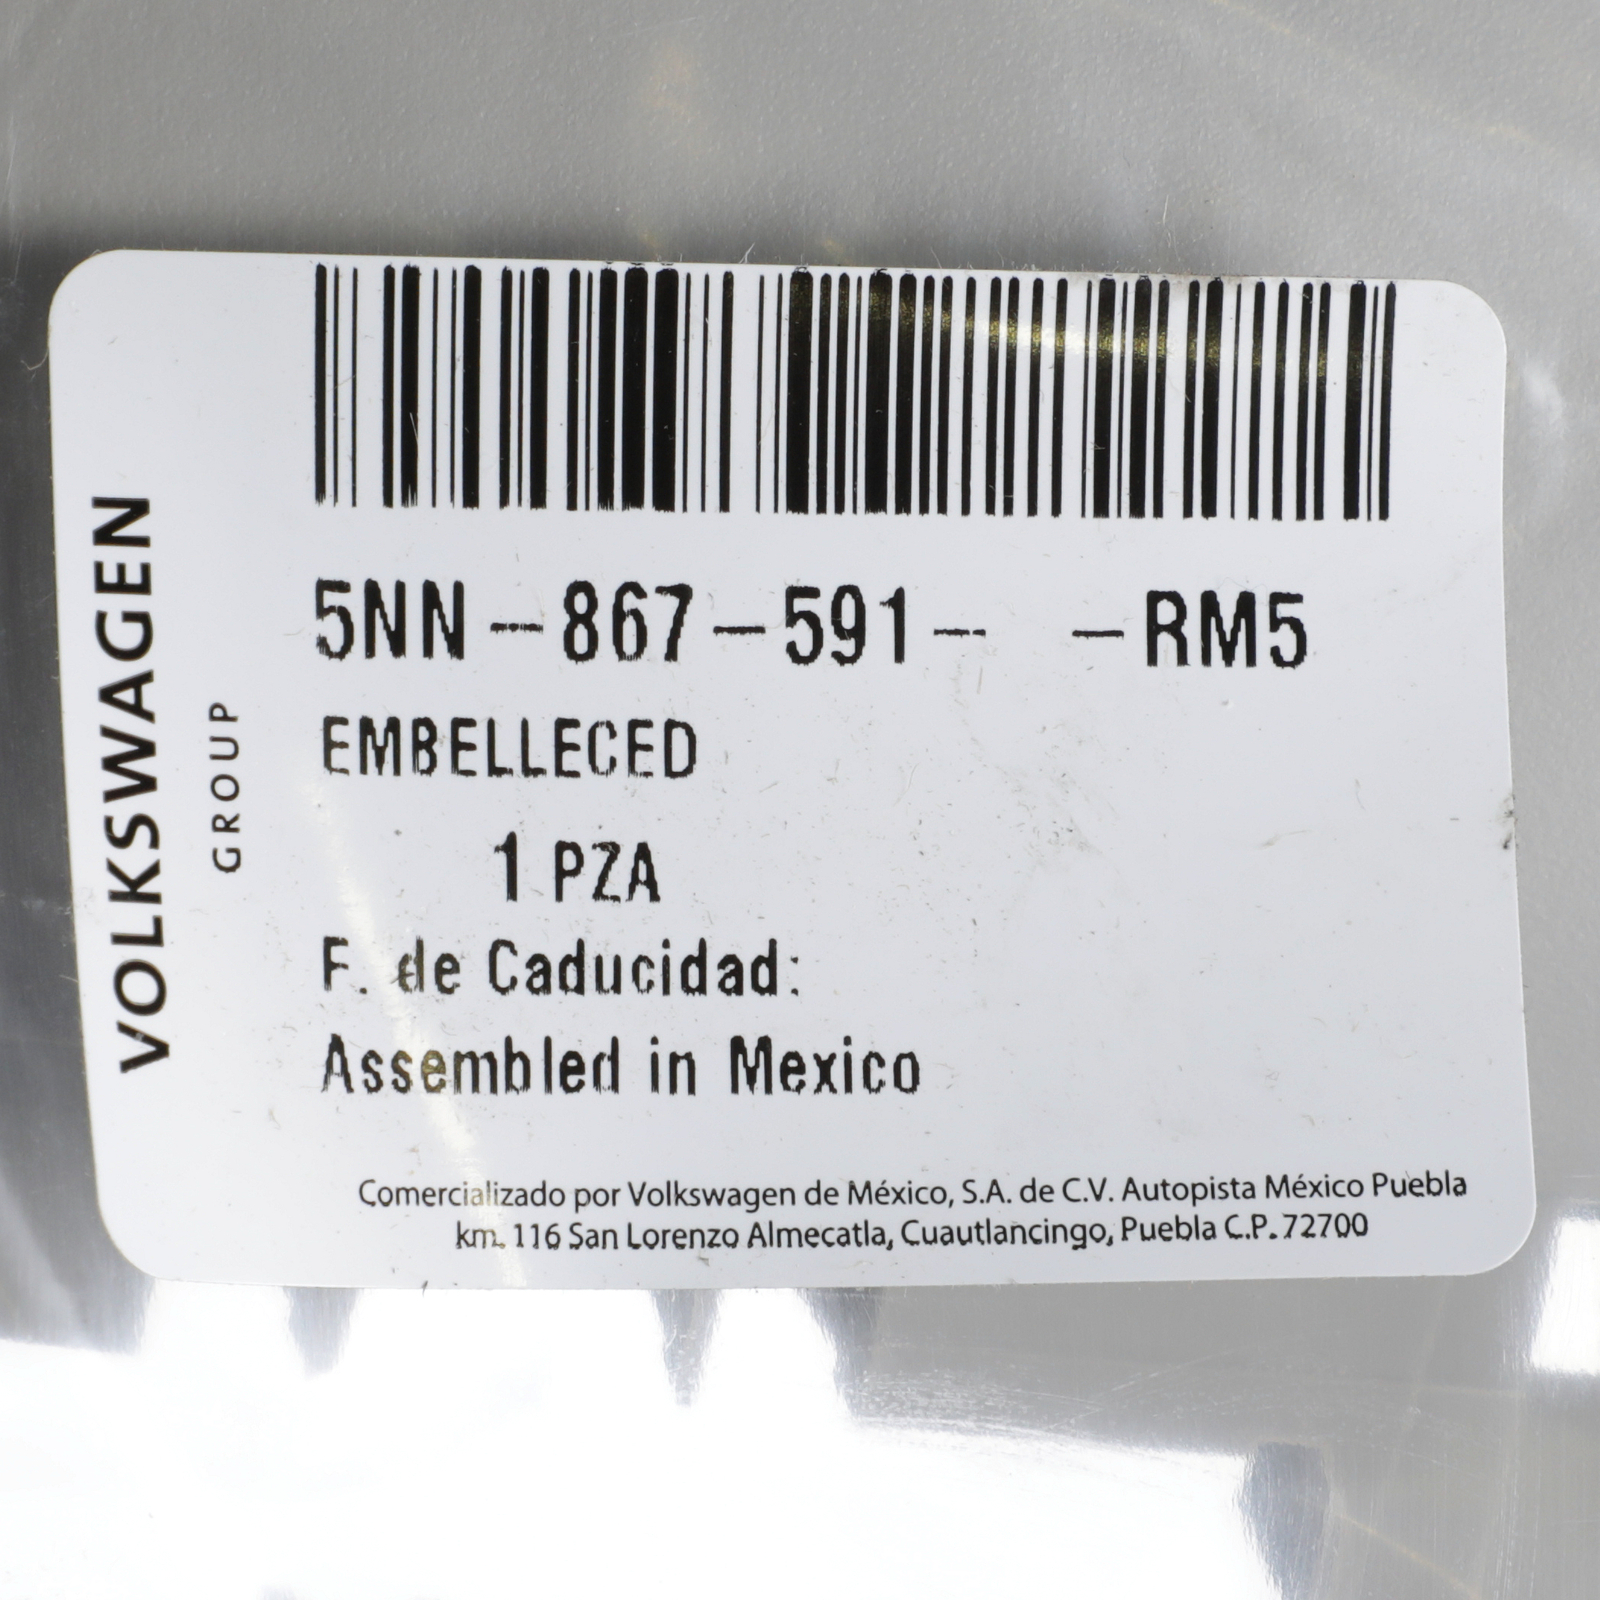 VOLKSWAGEN
GROUP
5NN-867-591- -RM5
EMBELLECED
1 PZA
F. de Caducidad:
Assembled in Mexico
Comercializado por Volkswagen de México, S.A. de C.V. Autopista México Puebla
km. 116 San Lorenzo Almecatla, Cuautlancingo, Puebla C.P. 72700